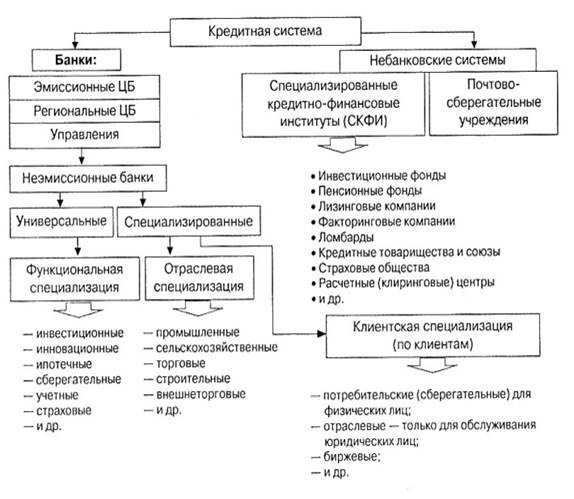 Кредитная система
Банки:
Эмиссионные ЦБ
Региональные ЦБ
Управления
Неэмиссионные банки
Универсальные
Специализированные
Функциональная
специализация
— инвестиционные
— инновационные
— ипотечные
— сберегательные
— учетные
— страховые
— и др.
Отраслевая
специализация
— промышленные
— сельскохозяйственные
— торговые
— строительные
— внешнеторговые
— и др.
Небанковские системы
Специализированные
кредитно-финансовые
институты (СКФИ)
Почтово-
сберегательные
учреждения
• Инвестиционные фонды
• Пенсионные фонды
• Лизинговые компании
• Факторинговые компании
• Ломбарды
• Кредитные товарищества и союзы
• Страховые общества
• Расчетные (клиринговые) центры
• и др.
Клиентская специализация
(по клиентам)
— потребительские (сберегательные) для
физических лиц;
— отраслевые — только для обслуживания
юридических лиц;
— биржевые;
— и др.